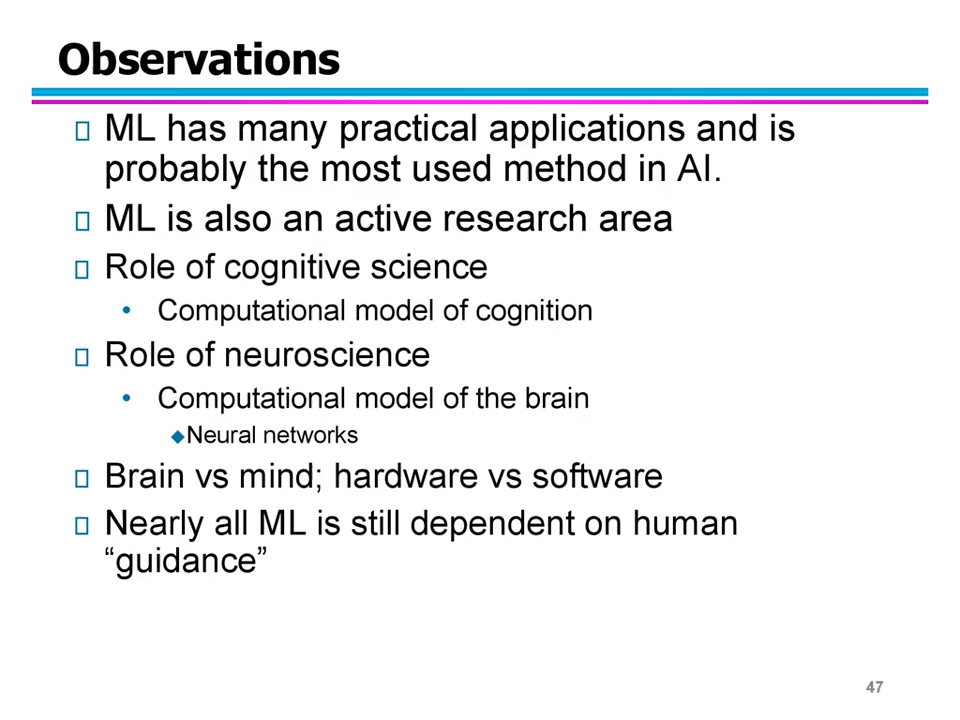 Observations
ML has many practical applications and is
probably the most used method in AI.
ML is also an active research area
Role of cognitive science
• Computational model of cognition
Role of neuroscience
• Computational model of the brain
◆Neural networks
Brain vs mind; hardware vs software
Nearly all ML is still dependent on human
“guidance”
47